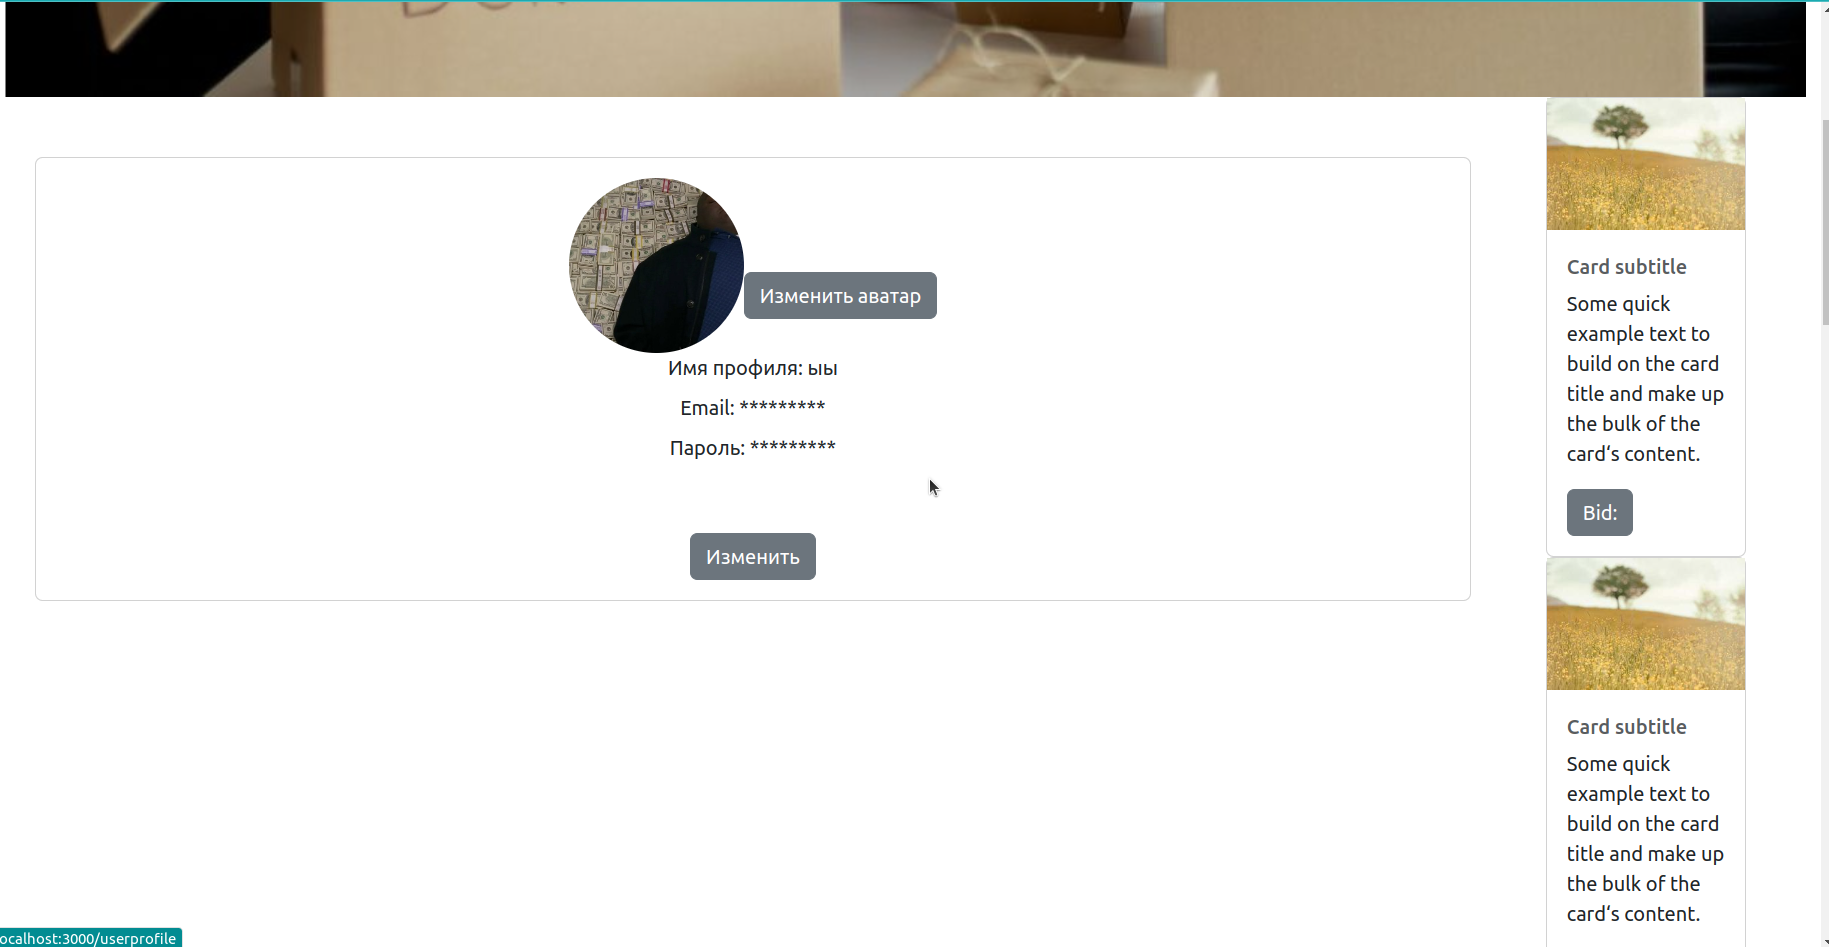 Изменить аватар
Имя профиля: ыы
Email: *********
Пароль: *********
Изменить
Card subtitle
Some quick
example text to
build on the card
title and make up
the bulk of the
card‘s content.
Bid:
Card subtitle
Some quick
example text to
build on the card
title and make up
the bulk of the
card‘s content.
ocalhost:3000/userprofile